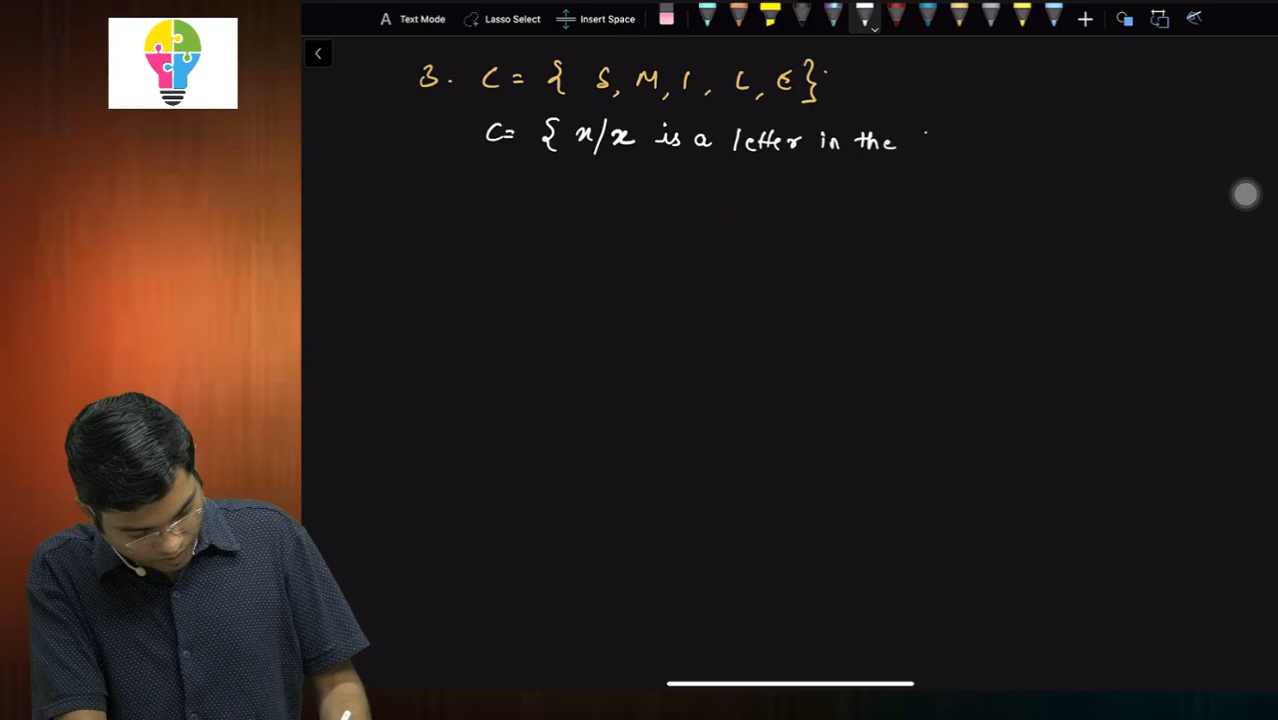 Text Mode Lasso Select Insert Space
3. C = { S, M, I, L, E }
C = { x/x is a letter in the